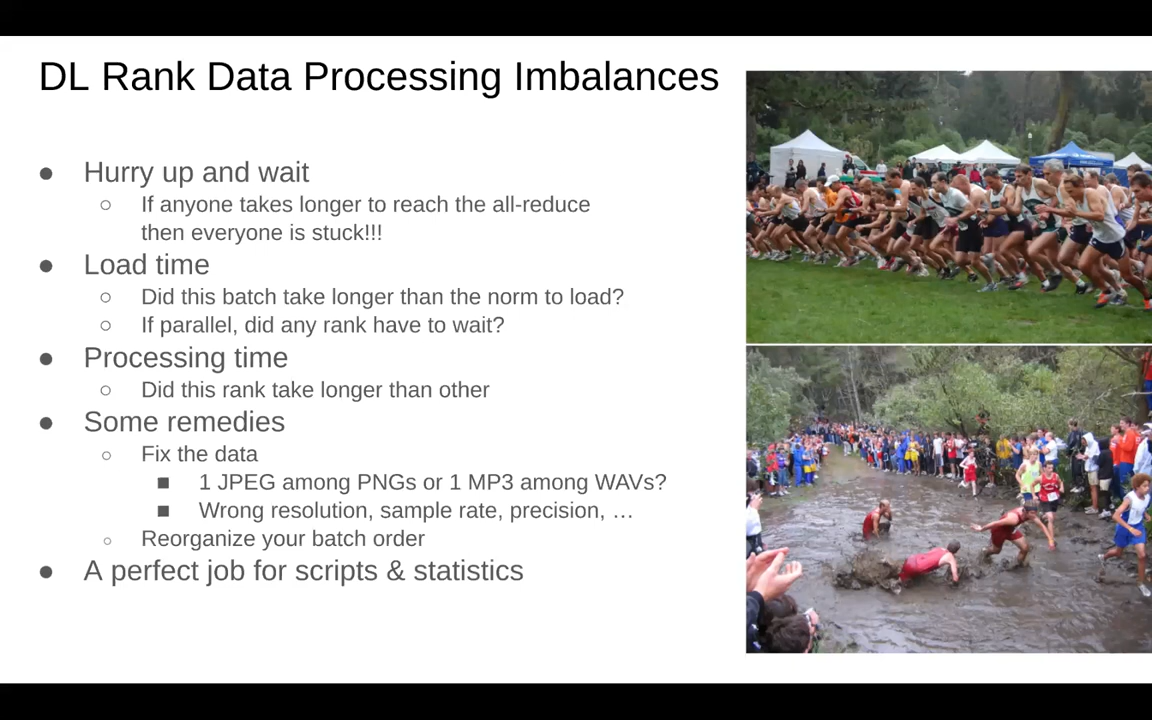 DL Rank Data Processing Imbalances
● Hurry up and wait
○ If anyone takes longer to reach the all-reduce
then everyone is stuck!!!
● Load time
○ Did this batch take longer than the norm to load?
○ If parallel, did any rank have to wait?
● Processing time
○ Did this rank take longer than other
● Some remedies
○ Fix the data
■ 1 JPEG among PNGs or 1 MP3 among WAVs?
■ Wrong resolution, sample rate, precision, …
○ Reorganize your batch order
● A perfect job for scripts & statistics